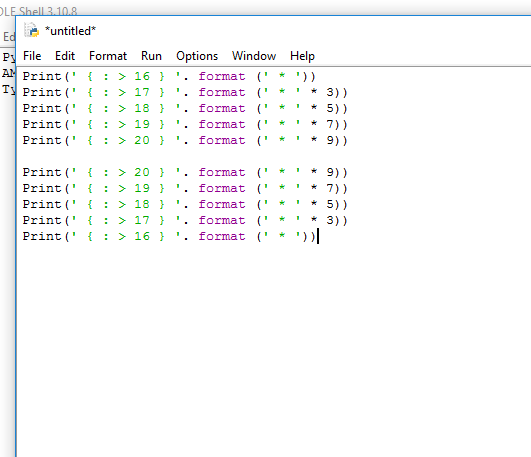 DLE Shell 3.10.8
*untitled*
Ed
File Edit Format Run Options Window Help
Py
AM
Ty
Print(' { : > 16 } '. format (' * '))
Print(' { : > 17 } '. format (' * ' * 3))
Print(' { : > 18 } '. format (' * ' * 5))
Print(' { : > 19 } '. format (' * ' * 7))
Print(' { : > 20 } '. format (' * ' * 9))
Print(' { : > 20 } '. format (' * ' * 9))
Print(' { : > 19 } '. format (' * ' * 7))
Print(' { : > 18 } '. format (' * ' * 5))
Print(' { : > 17 } '. format (' * ' * 3))
Print(' { : > 16 } '. format (' * '))